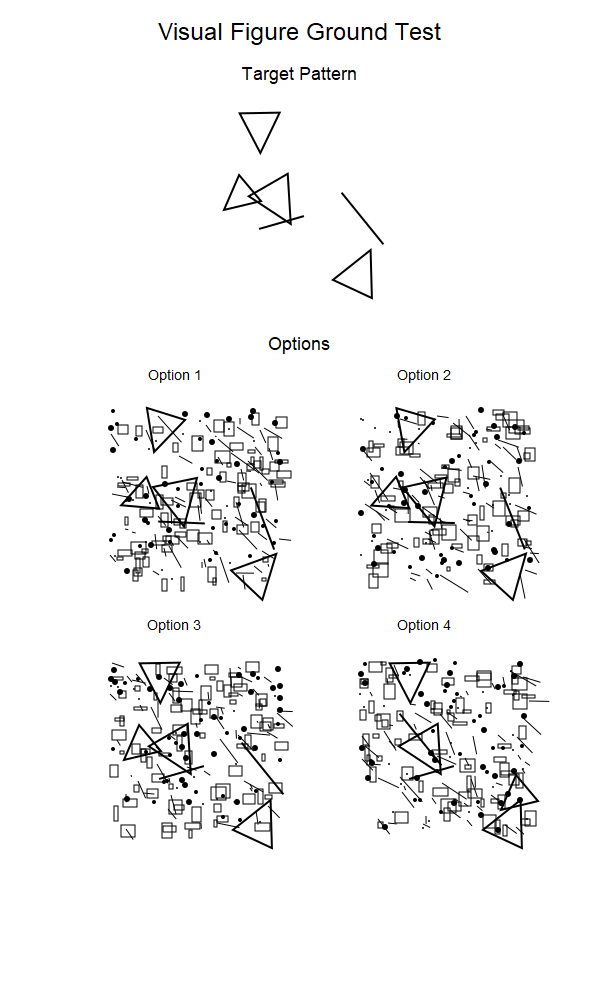 Visual Figure Ground Test
Target Pattern
Options
Option 1
Option 2
Option 3
Option 4